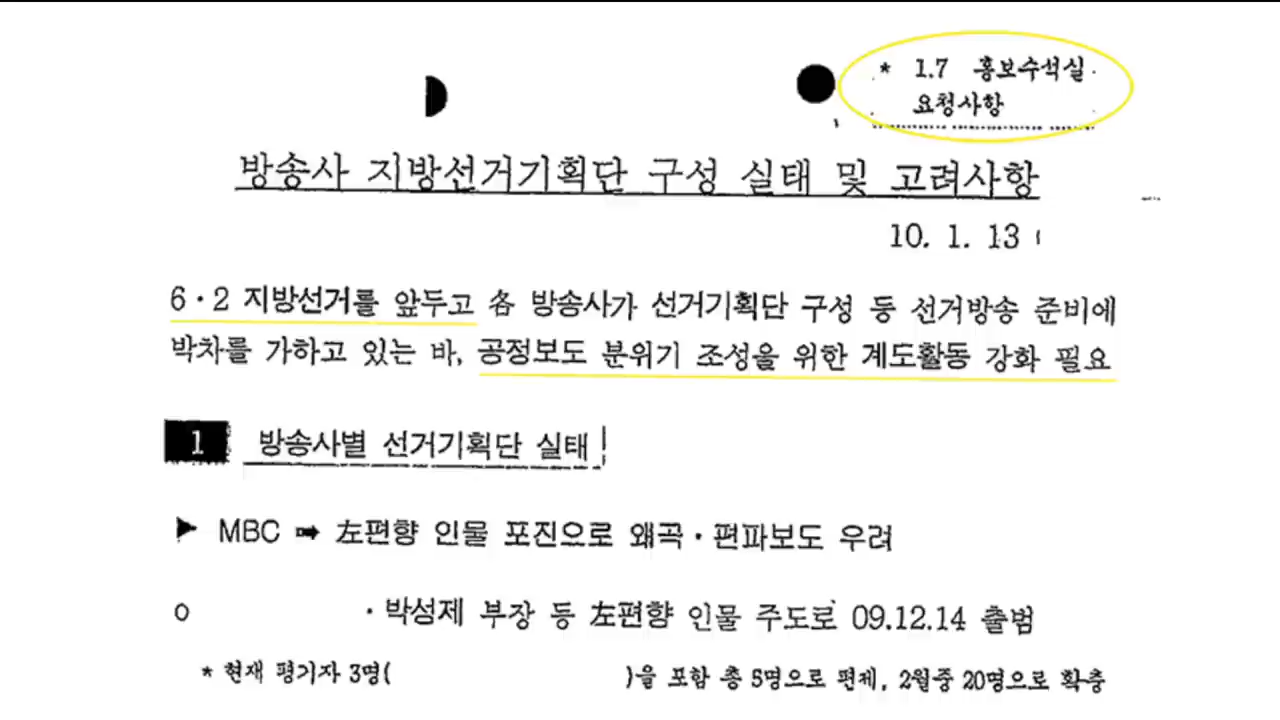 * 1.7 홍보수석실
요청사항
방송사 지방선거기획단 구성 실태 및 고려사항
10. 1. 13
6·2 지방선거를 앞두고 各 방송사가 선거기획단 구성 등 선거방송 준비에
박차를 가하고 있는 바, 공정보도 분위기 조성을 위한 계도활동 강화 필요
1 방송사별 선거기획단 실태
► MBC ➡ 左편향 인물 포진으로 왜곡·편파보도 우려
o ·박성제 부장 등 左편향 인물 주도로 09.12.14 출범
* 현재 평기자 3명( )을 포함 총 5명으로 편제, 2월중 20명으로 확충